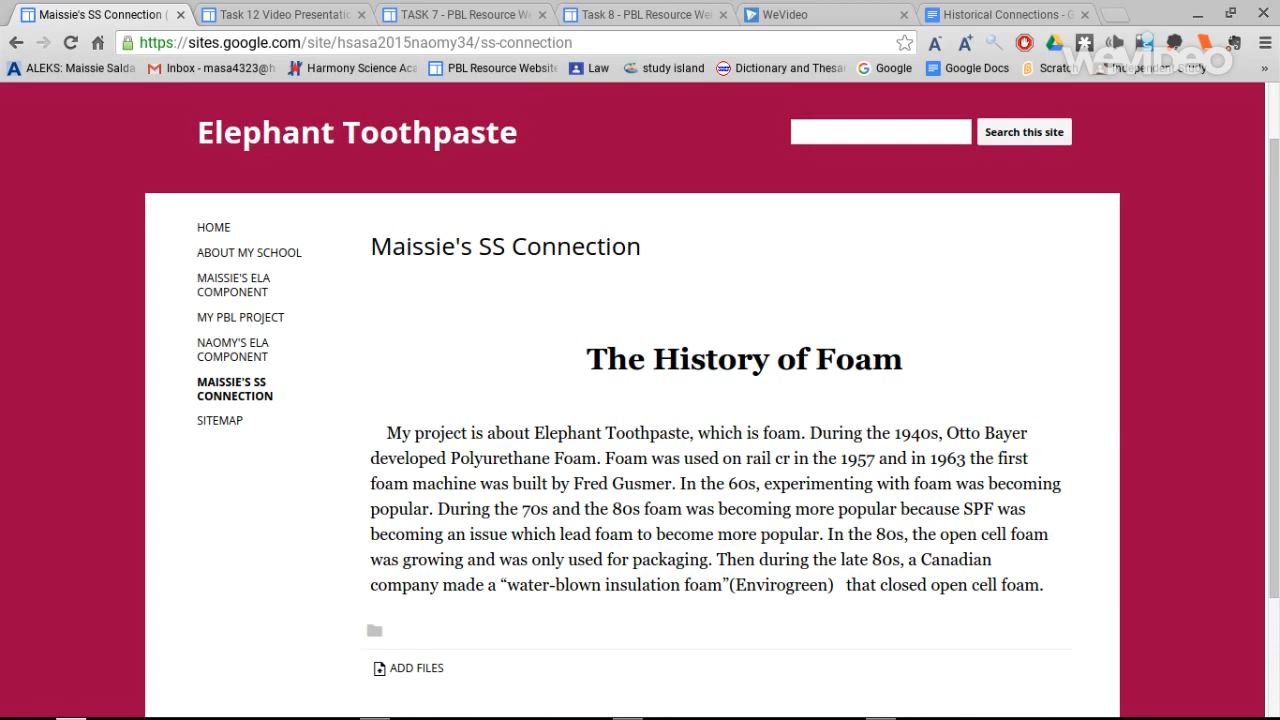 Maissie's SS Connection (
Task 12 Video Presentatic
TASK 7 - PBL Resource We
Task 8 - PBL Resource Wel
WeVideo
Historical Connections - G
https://sites.google.com/site/hsasa2015naomy34/ss-connection
wevideo
ALEKS: Maissie Salda
Inbox - masa4323@h
Harmony Science Aca
PBL Resource Website
Law
study island
Dictionary and Thesar
Google
Google Docs
Scratch
Independent Study
Elephant Toothpaste
Search this site
HOME
ABOUT MY SCHOOL
MAISSIE'S ELA
COMPONENT
MY PBL PROJECT
NAOMY'S ELA
COMPONENT
MAISSIE'S SS
CONNECTION
SITEMAP
Maissie's SS Connection
The History of Foam
My project is about Elephant Toothpaste, which is foam. During the 1940s, Otto Bayer
developed Polyurethane Foam. Foam was used on rail cr in the 1957 and in 1963 the first
foam machine was built by Fred Gusmer. In the 60s, experimenting with foam was becoming
popular. During the 70s and the 80s foam was becoming more popular because SPF was
becoming an issue which lead foam to become more popular. In the 80s, the open cell foam
was growing and was only used for packaging. Then during the late 80s, a Canadian
company made a “water-blown insulation foam”(Envirogreen) that closed open cell foam.
ADD FILES